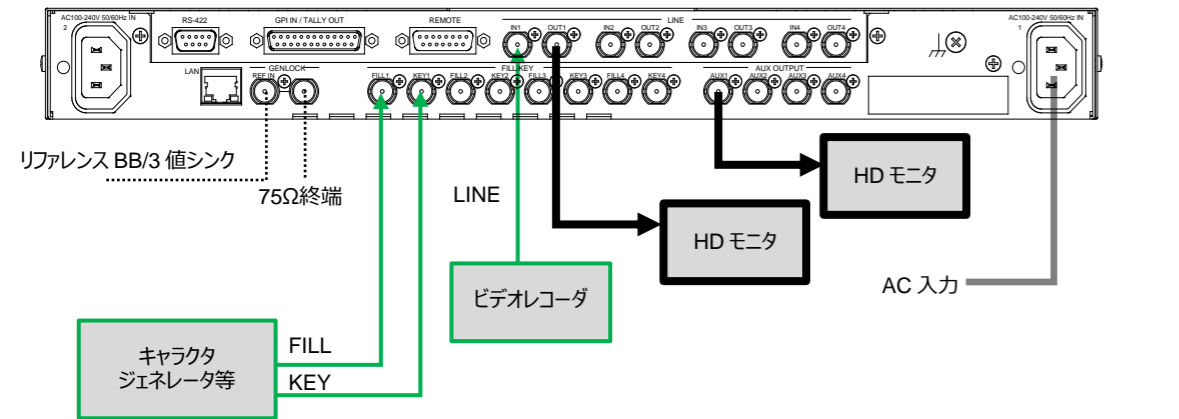 AC100-240V 50/60Hz IN
2
RS-422
GPI IN / TALLY OUT
REMOTE
LINE
IN1 OUT1 IN2 OUT2 IN3 OUT3 IN4 OUT4
AC100-240V 50/60Hz IN
1
LAN
GENLOCK
REF IN
FILL/KEY
FILL1 KEY1 FILL2 KEY2 FILL3 KEY3 FILL4 KEY4
AUX OUTPUT
AUX1 AUX2 AUX3 AUX4
リファレンス BB/3 値シンク
75Ω終端
LINE
HD モニタ
HD モニタ
AC 入力
ビデオレコーダ
キャラクタ
ジェネレータ等
FILL
KEY